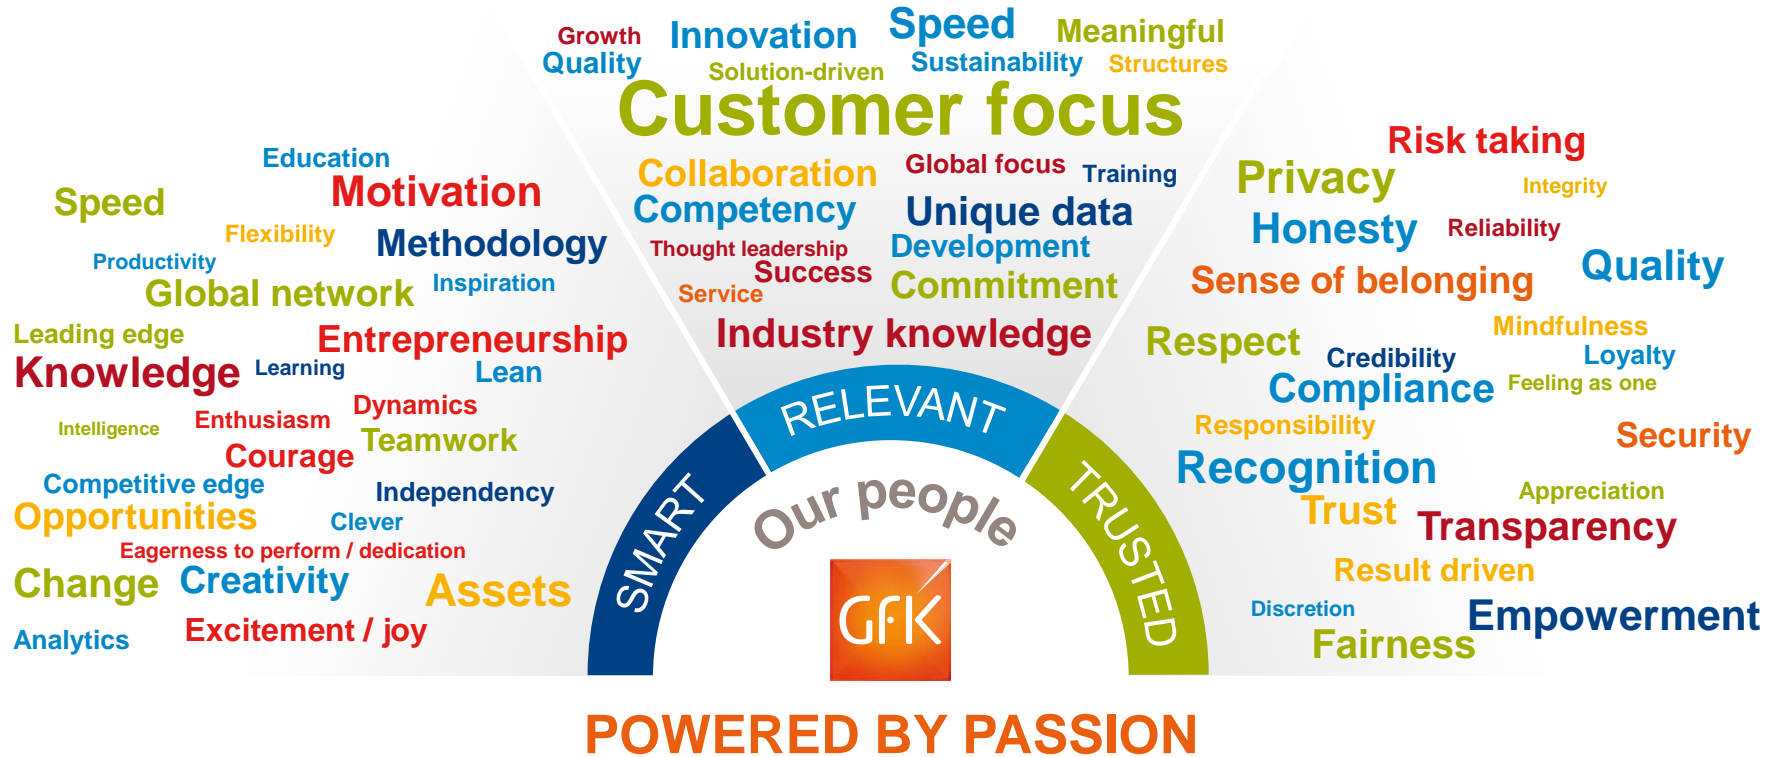 Growth
Innovation
Speed
Meaningful
Quality
Solution-driven
Sustainability
Structures
Customer focus
Collaboration
Global focus
Training
Competency
Unique data
Thought leadership
Development
Success
Service
Commitment
Industry knowledge
Education
Motivation
Speed
Flexibility
Methodology
Productivity
Inspiration
Global network
Leading edge
Entrepreneurship
Knowledge
Learning
Lean
Dynamics
Enthusiasm
Intelligence
Teamwork
Courage
Competitive edge
Independency
Opportunities
Clever
Eagerness to perform / dedication
Change
Creativity
Assets
Analytics
Excitement / joy
Risk taking
Privacy
Integrity
Honesty
Reliability
Quality
Sense of belonging
Mindfulness
Respect
Credibility
Loyalty
Compliance
Feeling as one
Responsibility
Security
Recognition
Appreciation
Trust
Transparency
Result driven
Discretion
Empowerment
Fairness
SMART
RELEVANT
TRUSTED
Our people
GfK
POWERED BY PASSION